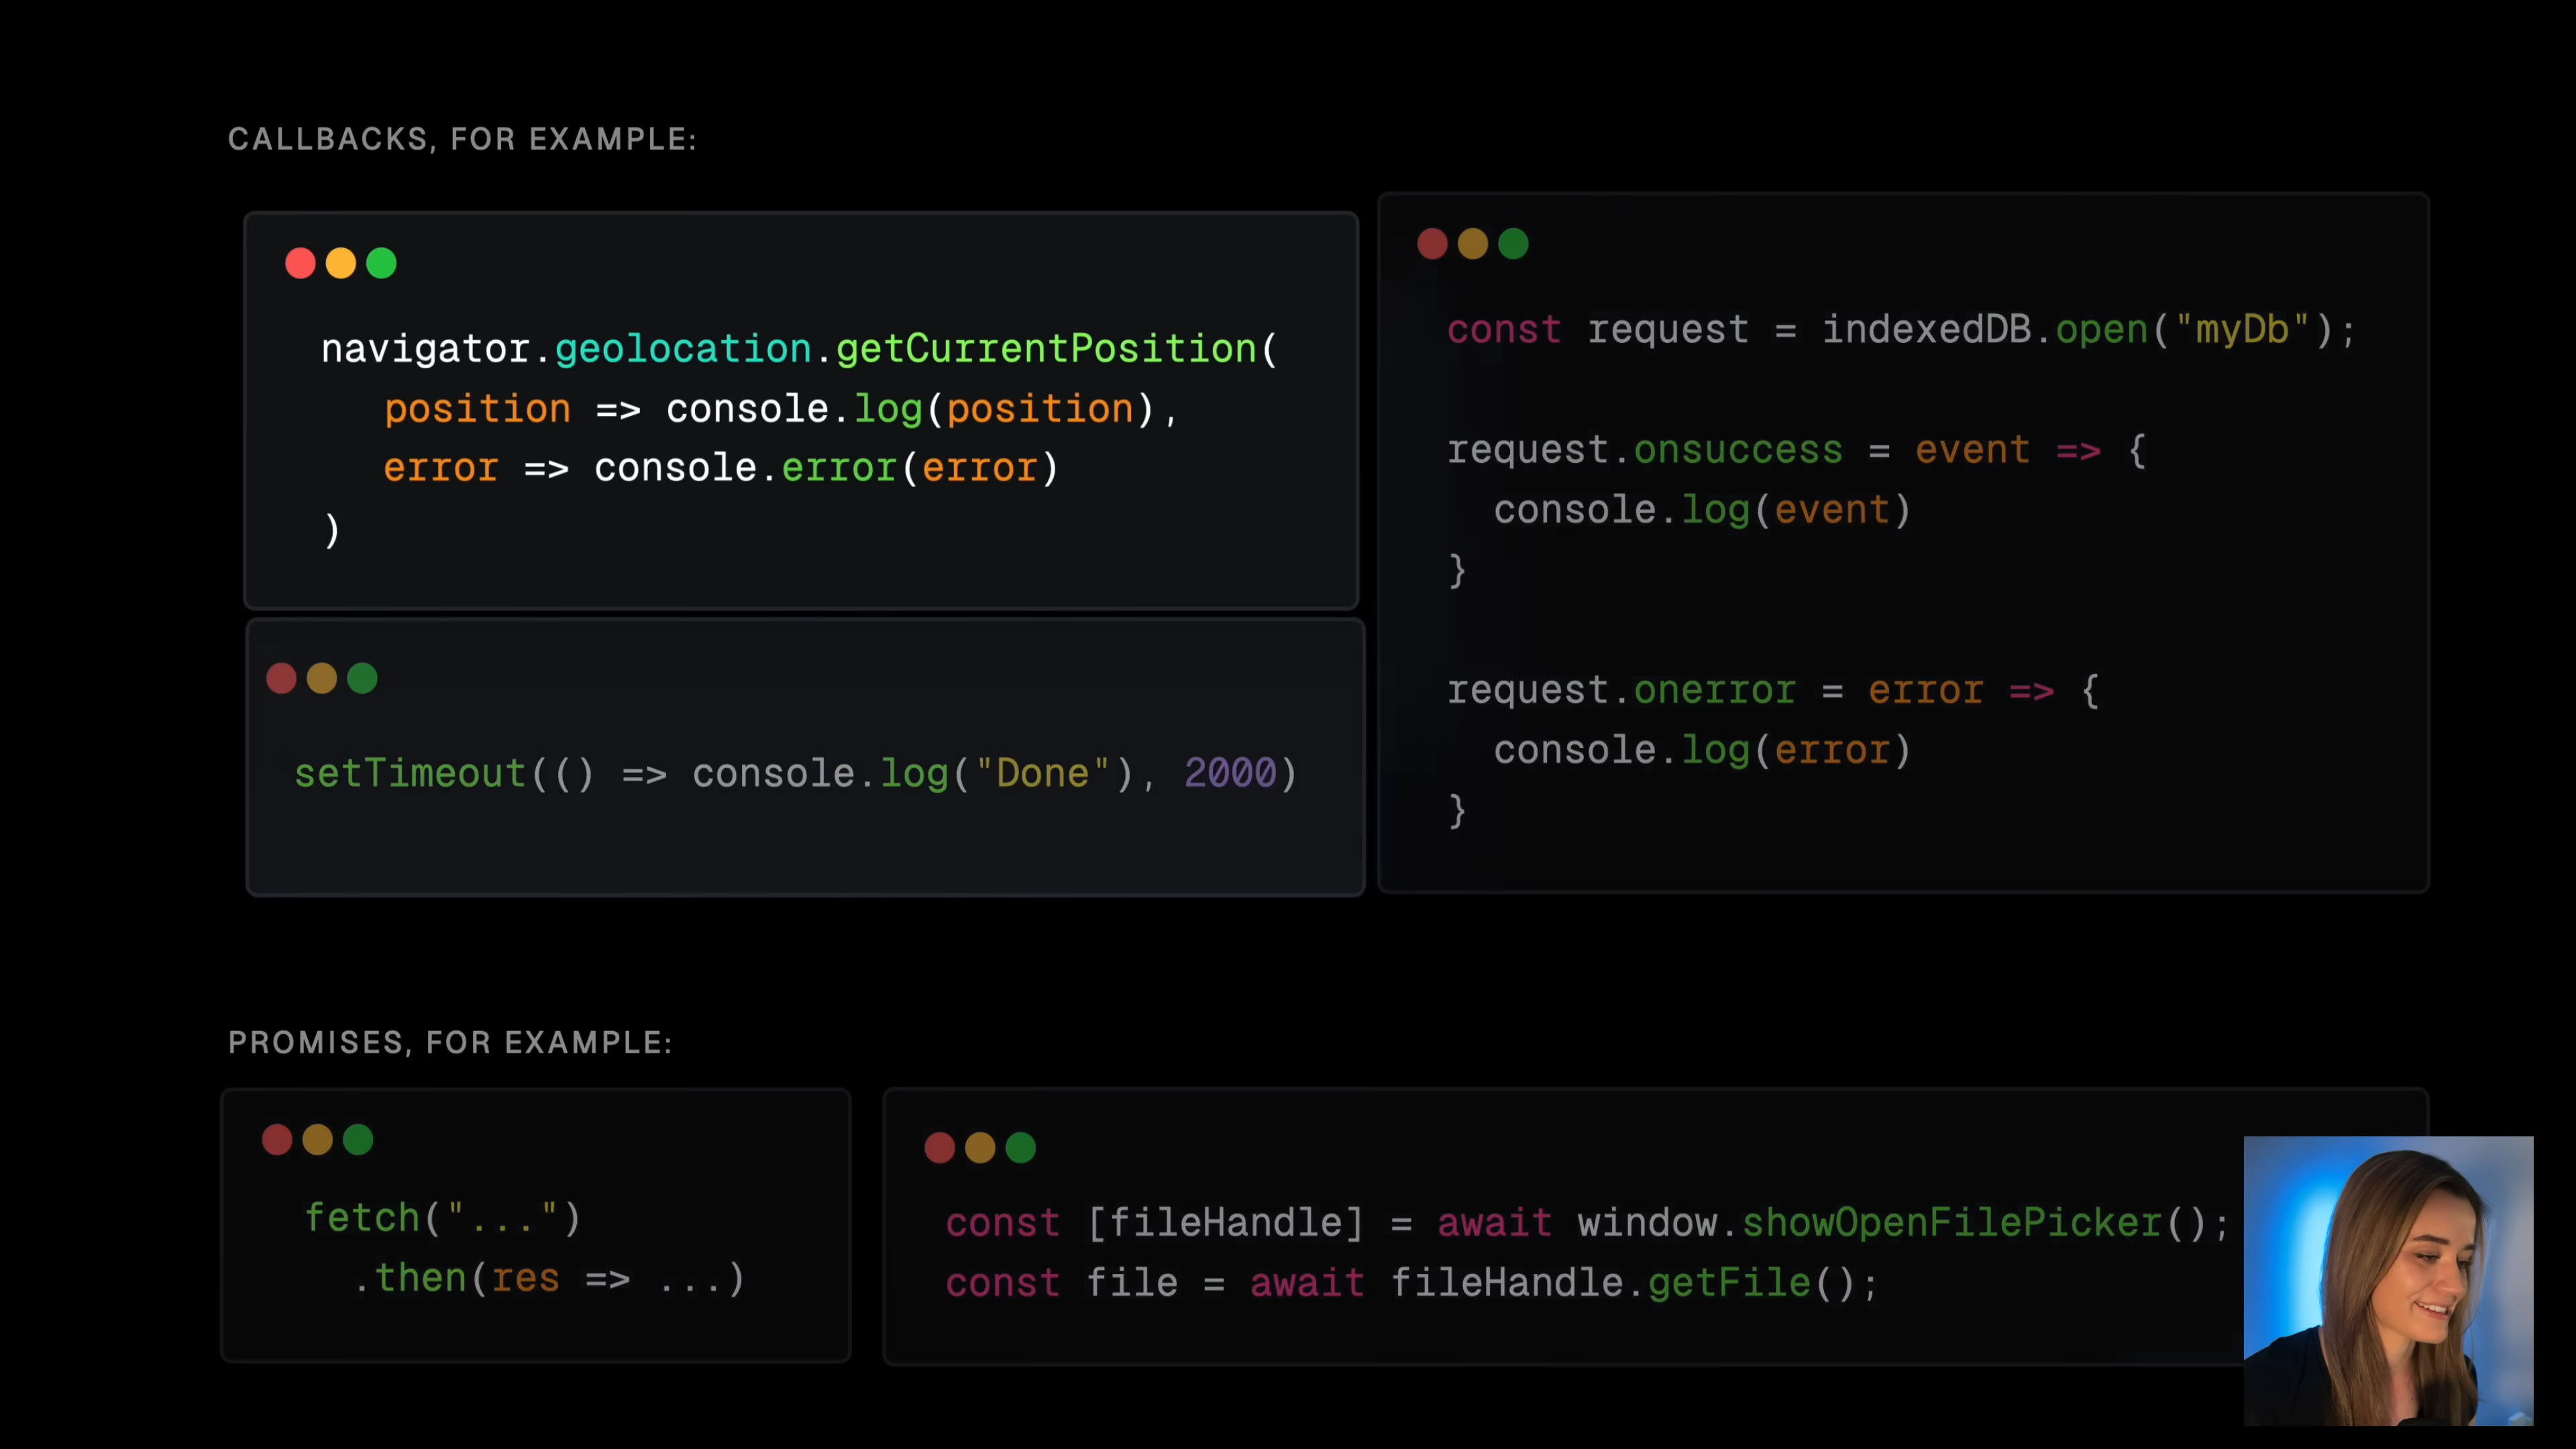 CALLBACKS, FOR EXAMPLE:
navigator.geolocation.getCurrentPosition(
position => console.log(position),
error => console.error(error)
)
setTimeout(() => console.log("Done"), 2000)
const request = indexedDB.open("myDb");
request.onsuccess = event => {
console.log(event)
}
request.onerror = error => {
console.log(error)
}
PROMISES, FOR EXAMPLE:
fetch("...")
.then(res => ...)
const [fileHandle] = await window.showOpenFilePicker();
const file = await fileHandle.getFile();